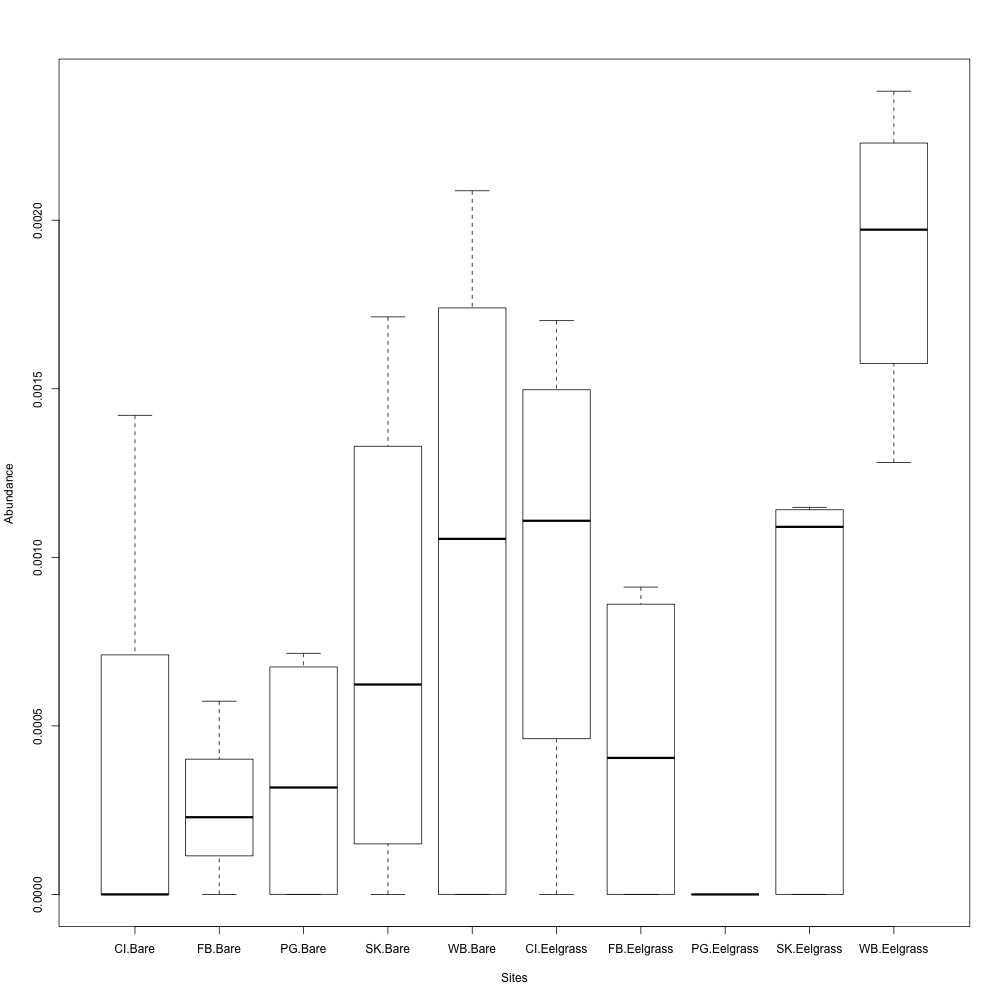 Abundance
0.0020
0.0015
0.0010
0.0005
0.0000
CI.Bare FB.Bare PG.Bare SK.Bare WB.Bare CI.Eelgrass FB.Eelgrass PG.Eelgrass SK.Eelgrass WB.Eelgrass
Sites